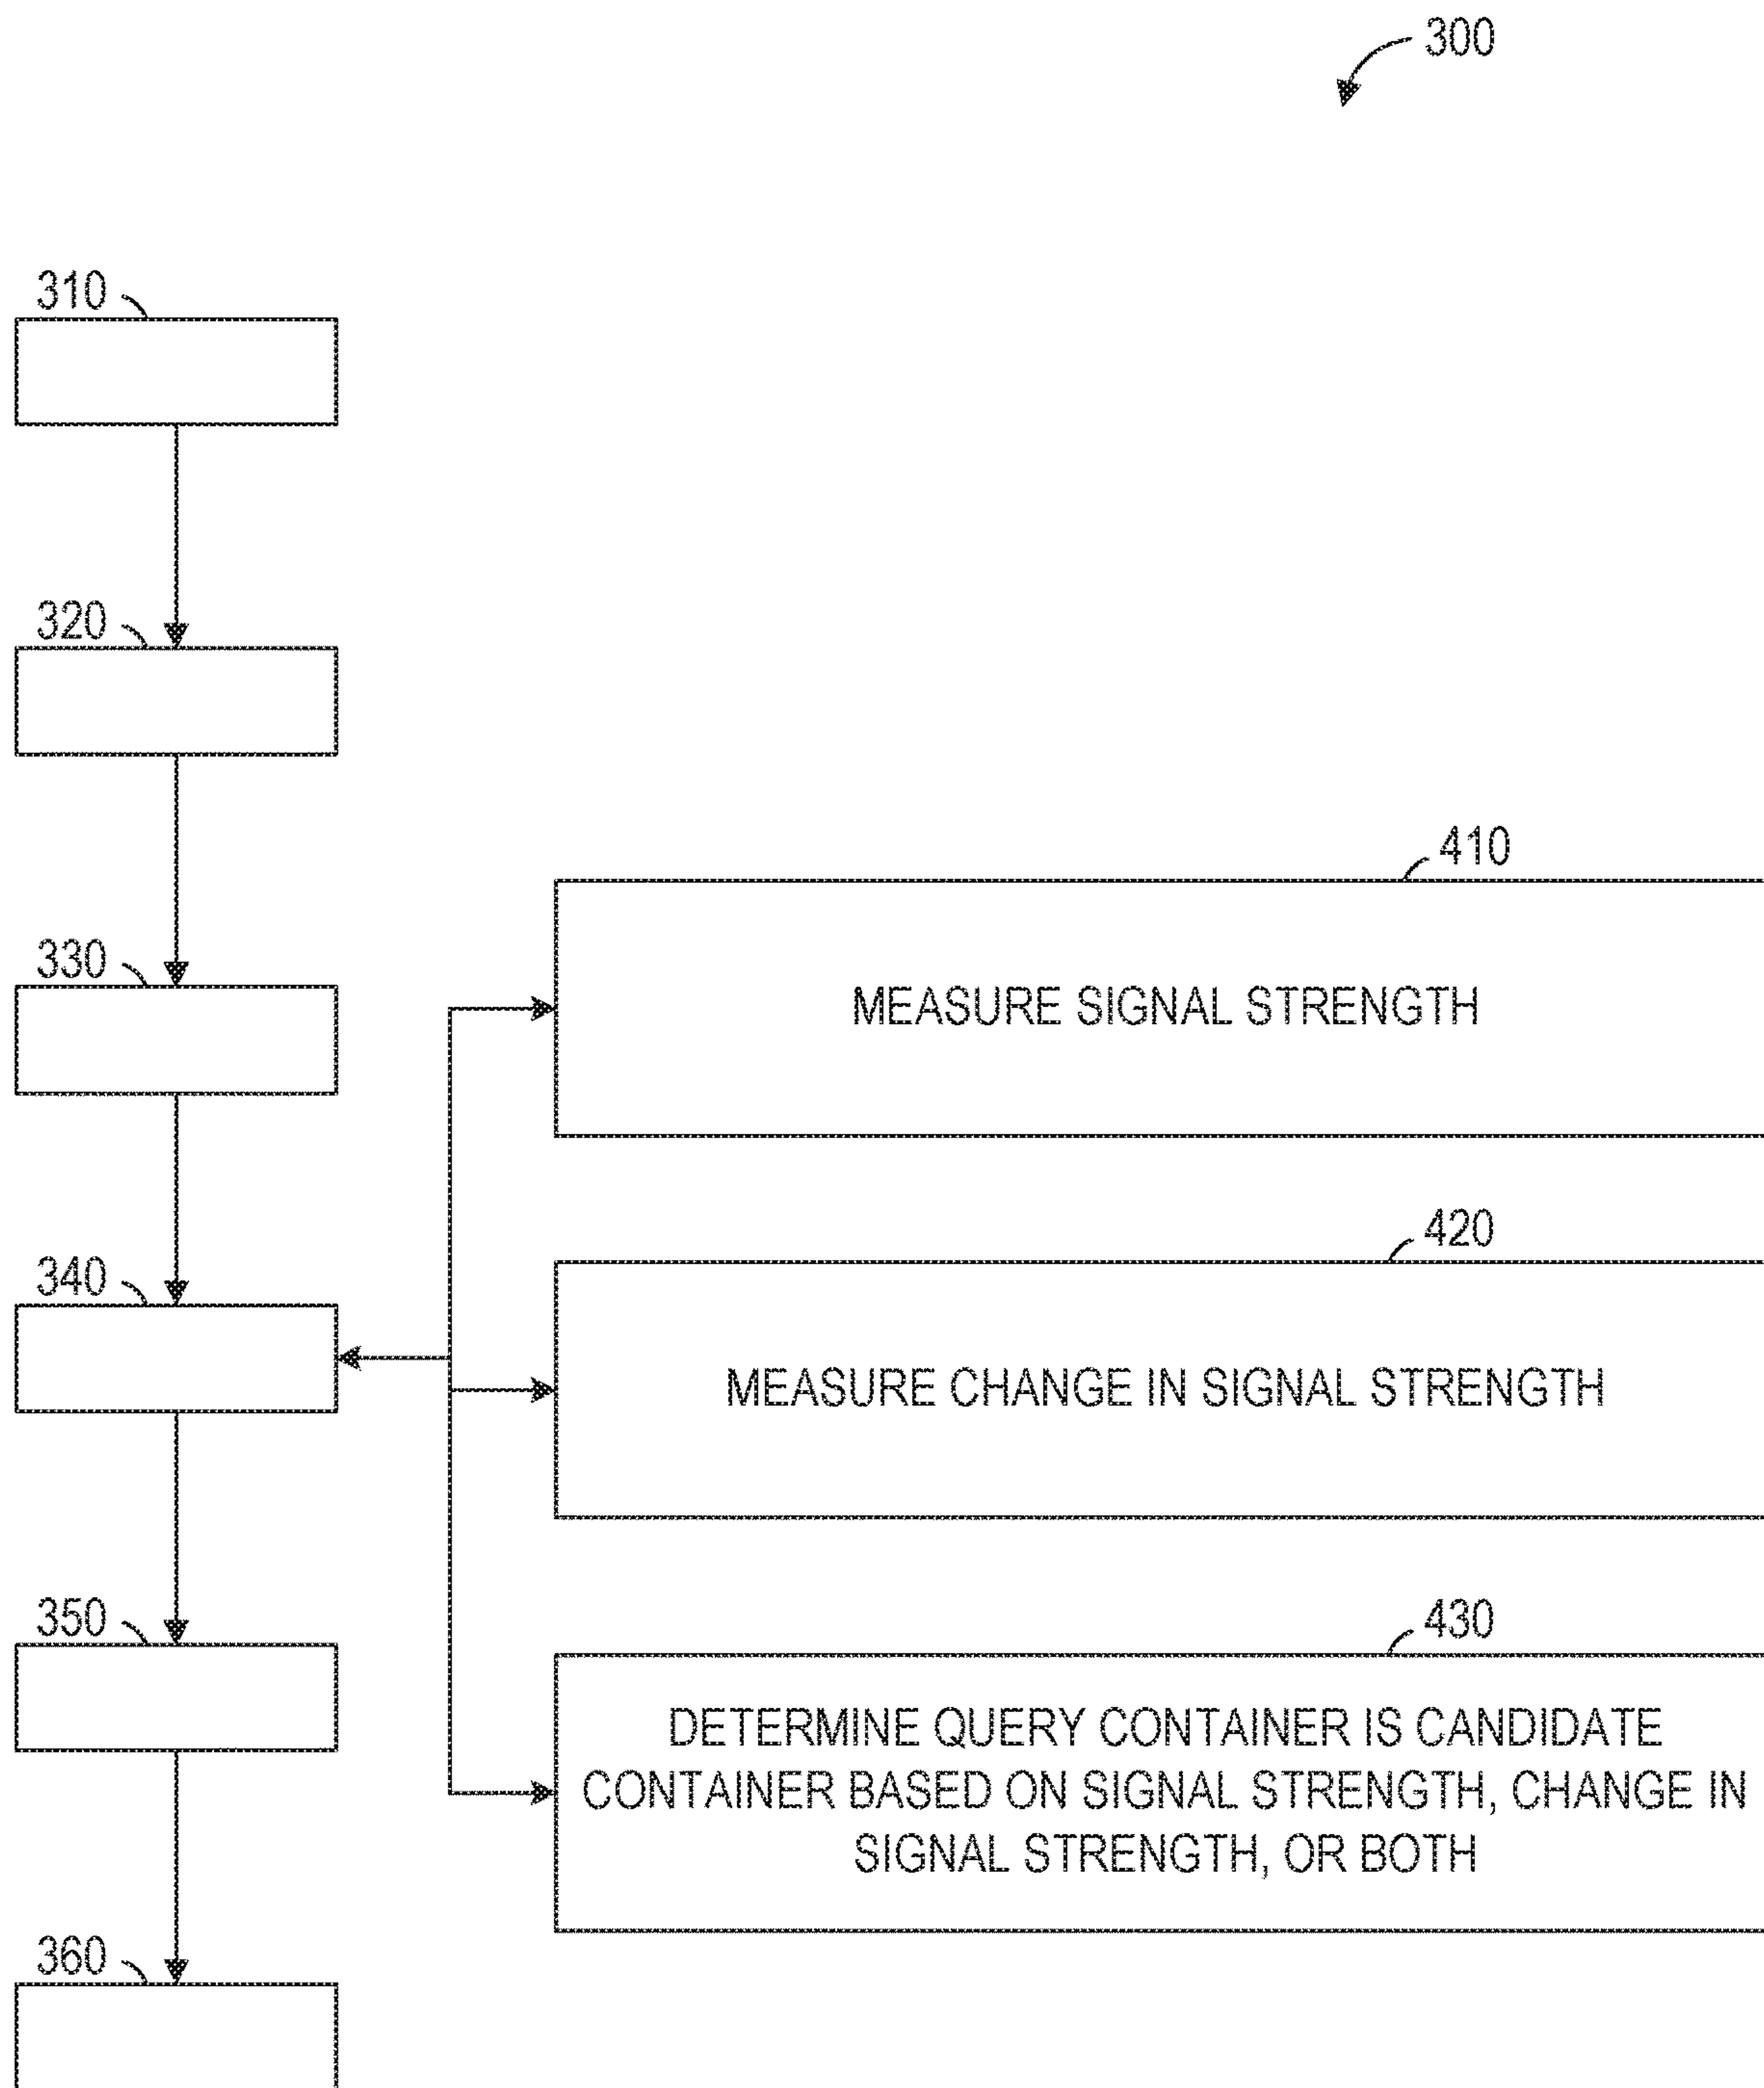 300
310
320
330
340
350
360
410
MEASURE SIGNAL STRENGTH
420
MEASURE CHANGE IN SIGNAL STRENGTH
430
DETERMINE QUERY CONTAINER IS CANDIDATE
CONTAINER BASED ON SIGNAL STRENGTH, CHANGE IN
SIGNAL STRENGTH, OR BOTH